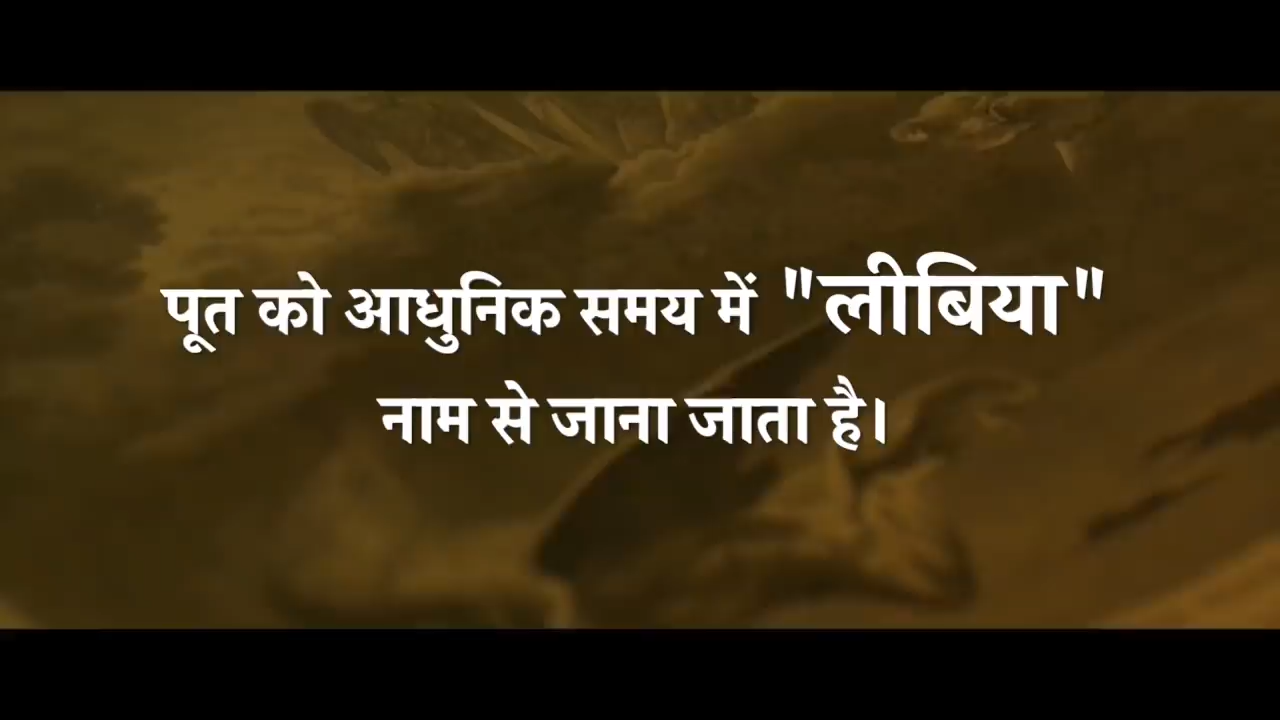 पूत को आधुनिक समय में "लीबिया"
नाम से जाना जाता है।